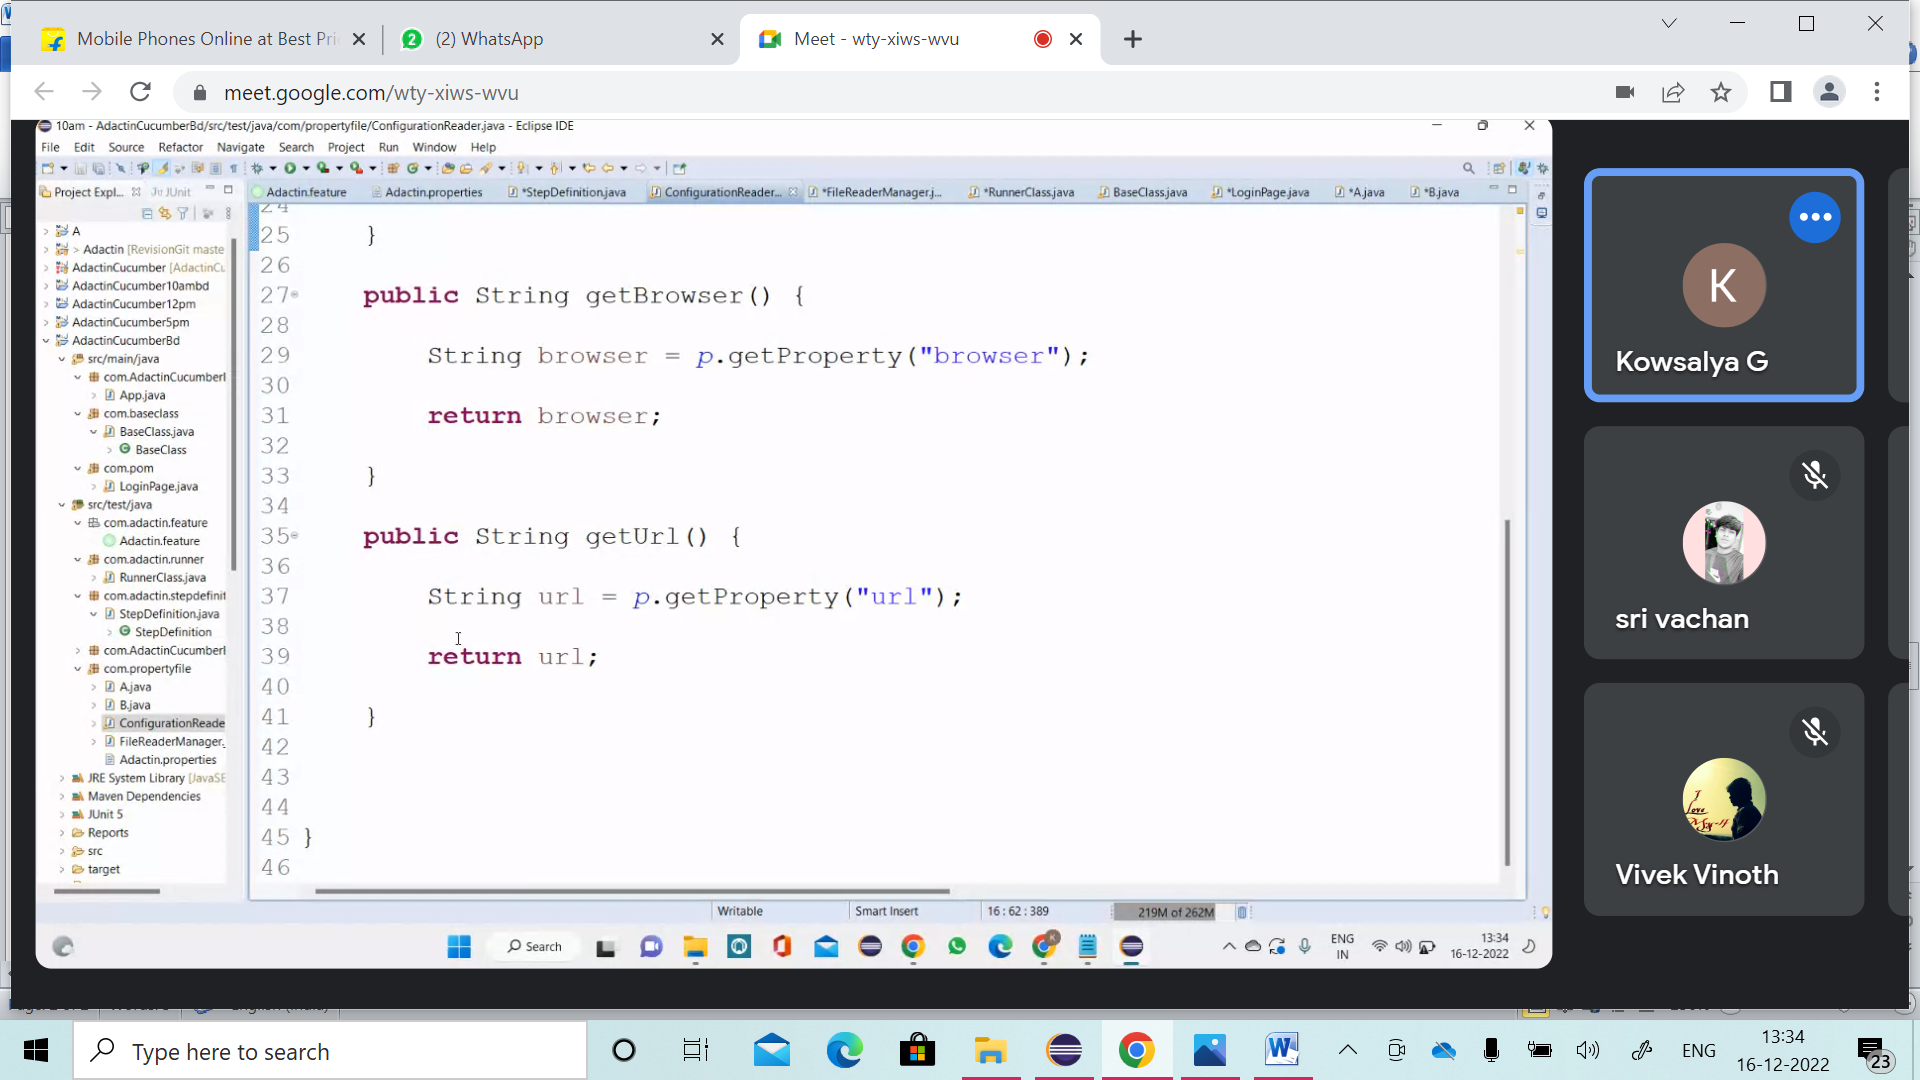 Mobile Phones Online at Best Pri
(2) WhatsApp
Meet - wty-xiws-wvu
meet.google.com/wty-xiws-wvu
10am - AdactinCucumberBd/src/test/java/com/propertyfile/ConfigurationReader.java - Eclipse IDE
File Edit Source Refactor Navigate Search Project Run Window Help
Project Expl... JUnit
Adactin.feature
Adactin.properties
*StepDefinition.java
ConfigurationReader...
*FileReaderManager.j...
*RunnerClass.java
BaseClass.java
*LoginPage.java
*A.java
*B.java
A
> Adactin [RevisionGit maste
AdactinCucumber [AdactinCu
AdactinCucumber10ambd
AdactinCucumber12pm
AdactinCucumber5pm
AdactinCucumberBd
src/main/java
com.AdactinCucumberI
App.java
com.baseclass
BaseClass.java
BaseClass
com.pom
LoginPage.java
src/test/java
com.adactin.feature
Adactin.feature
com.adactin.runner
RunnerClass.java
com.adactin.stepdefinit
StepDefinition.java
StepDefinition
com.AdactinCucumberI
com.propertyfile
A.java
B.java
ConfigurationReade
FileReaderManager.
Adactin.properties
JRE System Library [JavaSE
Maven Dependencies
JUnit 5
Reports
src
target
24
25 }
26
27 public String getBrowser() {
28
29 String browser = p.getProperty("browser");
30
31 return browser;
32
33 }
34
35 public String getUrl() {
36
37 String url = p.getProperty("url");
38
39 return url;
40
41 }
42
43
44
45 }
46
Writable Smart Insert 16 : 62 : 389 219M of 262M
Search
ENG
IN
13:34
16-12-2022
K
Kowsalya G
sri vachan
I
Love
Vivek Vinoth
Type here to search
ENG
13:34
16-12-2022
23